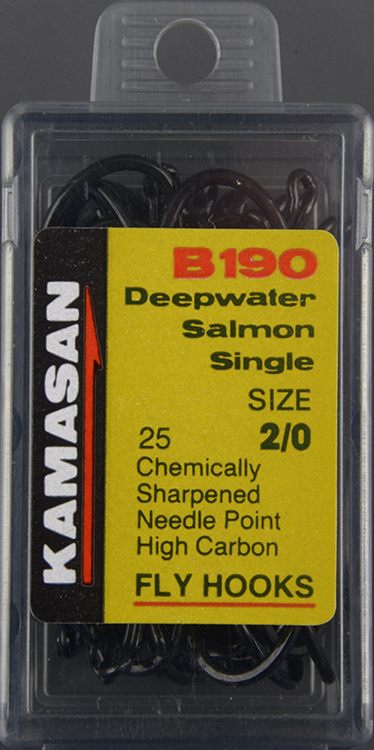 KAMASAN
B190
Deepwater
Salmon
Single
SIZE
25 2/0
Chemically
Sharpened
Needle Point
High Carbon
FLY HOOKS